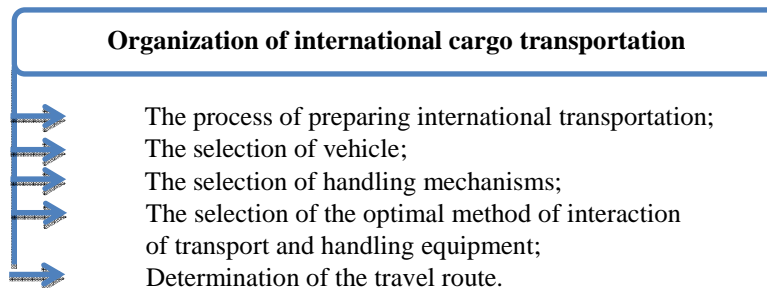 Organization of international cargo transportation
The process of preparing international transportation;
The selection of vehicle;
The selection of handling mechanisms;
The selection of the optimal method of interaction
of transport and handling equipment;
Determination of the travel route.